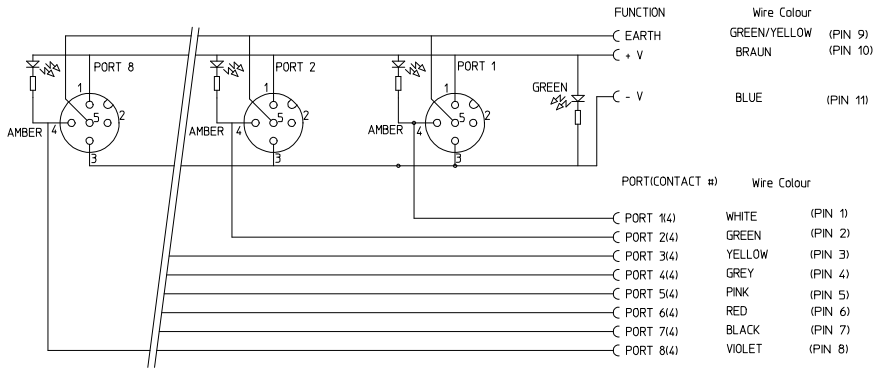 FUNCTION Wire Colour
EARTH GREEN/YELLOW (PIN 9)
+ V BRAUN (PIN 10)
- V BLUE (PIN 11)
PORT 8 PORT 2 PORT 1
GREEN
1 1 1
AMBER 4 5 2 AMBER 4 5 2 AMBER 4 5 2
3 3 3
PORT(CONTACT #) Wire Colour
PORT 1(4) WHITE (PIN 1)
PORT 2(4) GREEN (PIN 2)
PORT 3(4) YELLOW (PIN 3)
PORT 4(4) GREY (PIN 4)
PORT 5(4) PINK (PIN 5)
PORT 6(4) RED (PIN 6)
PORT 7(4) BLACK (PIN 7)
PORT 8(4) VIOLET (PIN 8)